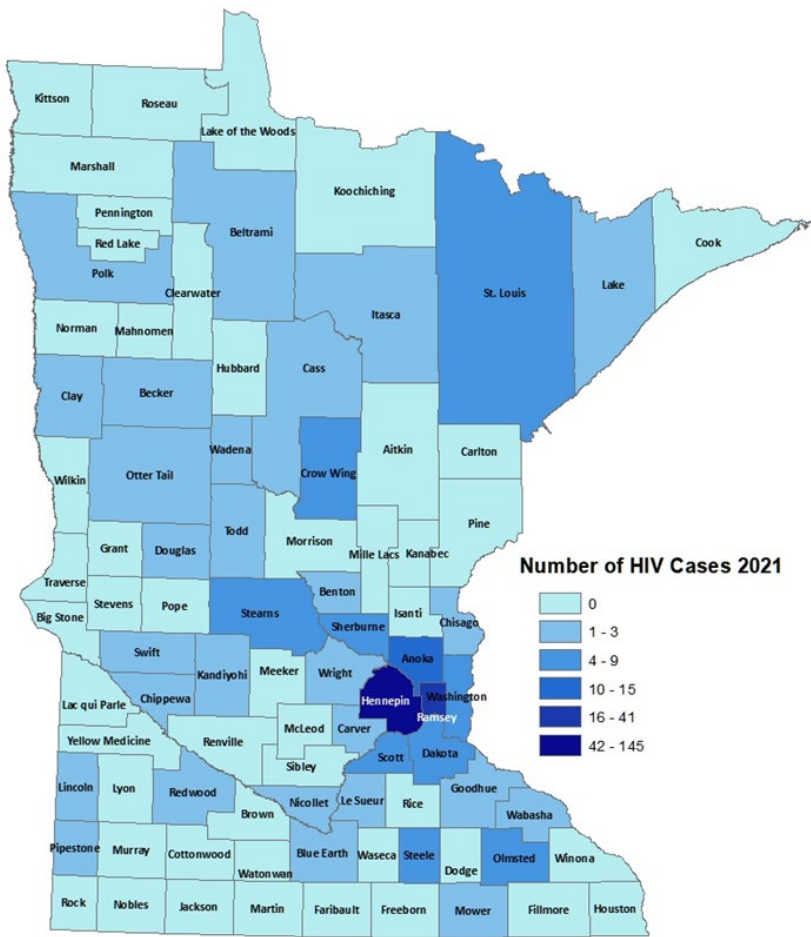 Kittson
Roseau
Lake of the Woods
Marshall
Koochiching
Pennington
Red Lake
Polk
Beltrami
Clearwater
Cook
Lake
St. Louis
Itasca
Norman
Mahnomen
Hubbard
Cass
Clay
Becker
Wadena
Crow Wing
Aitkin
Carlton
Wilkin
Otter Tail
Todd
Morrison
Mille Lacs
Kanabec
Pine
Grant
Douglas
Traverse
Stevens
Pope
Big Stone
Stearns
Benton
Sherburne
Isanti
Chisago
Swift
Kandiyohi
Meeker
Wright
Anoka
Hennepin
Ramsey
Washington
Chippewa
Lac qui Parle
Yellow Medicine
Renville
McLeod
Carver
Sibley
Scott
Dakota
Lincoln
Lyon
Redwood
Brown
Nicollet
Le Sueur
Rice
Goodhue
Wabasha
Pipestone
Murray
Cottonwood
Watonwan
Blue Earth
Waseca
Steele
Dodge
Olmsted
Winona
Rock
Nobles
Jackson
Martin
Faribault
Freeborn
Mower
Fillmore
Houston
Number of HIV Cases 2021
0
1 - 3
4 - 9
10 - 15
16 - 41
42 - 145